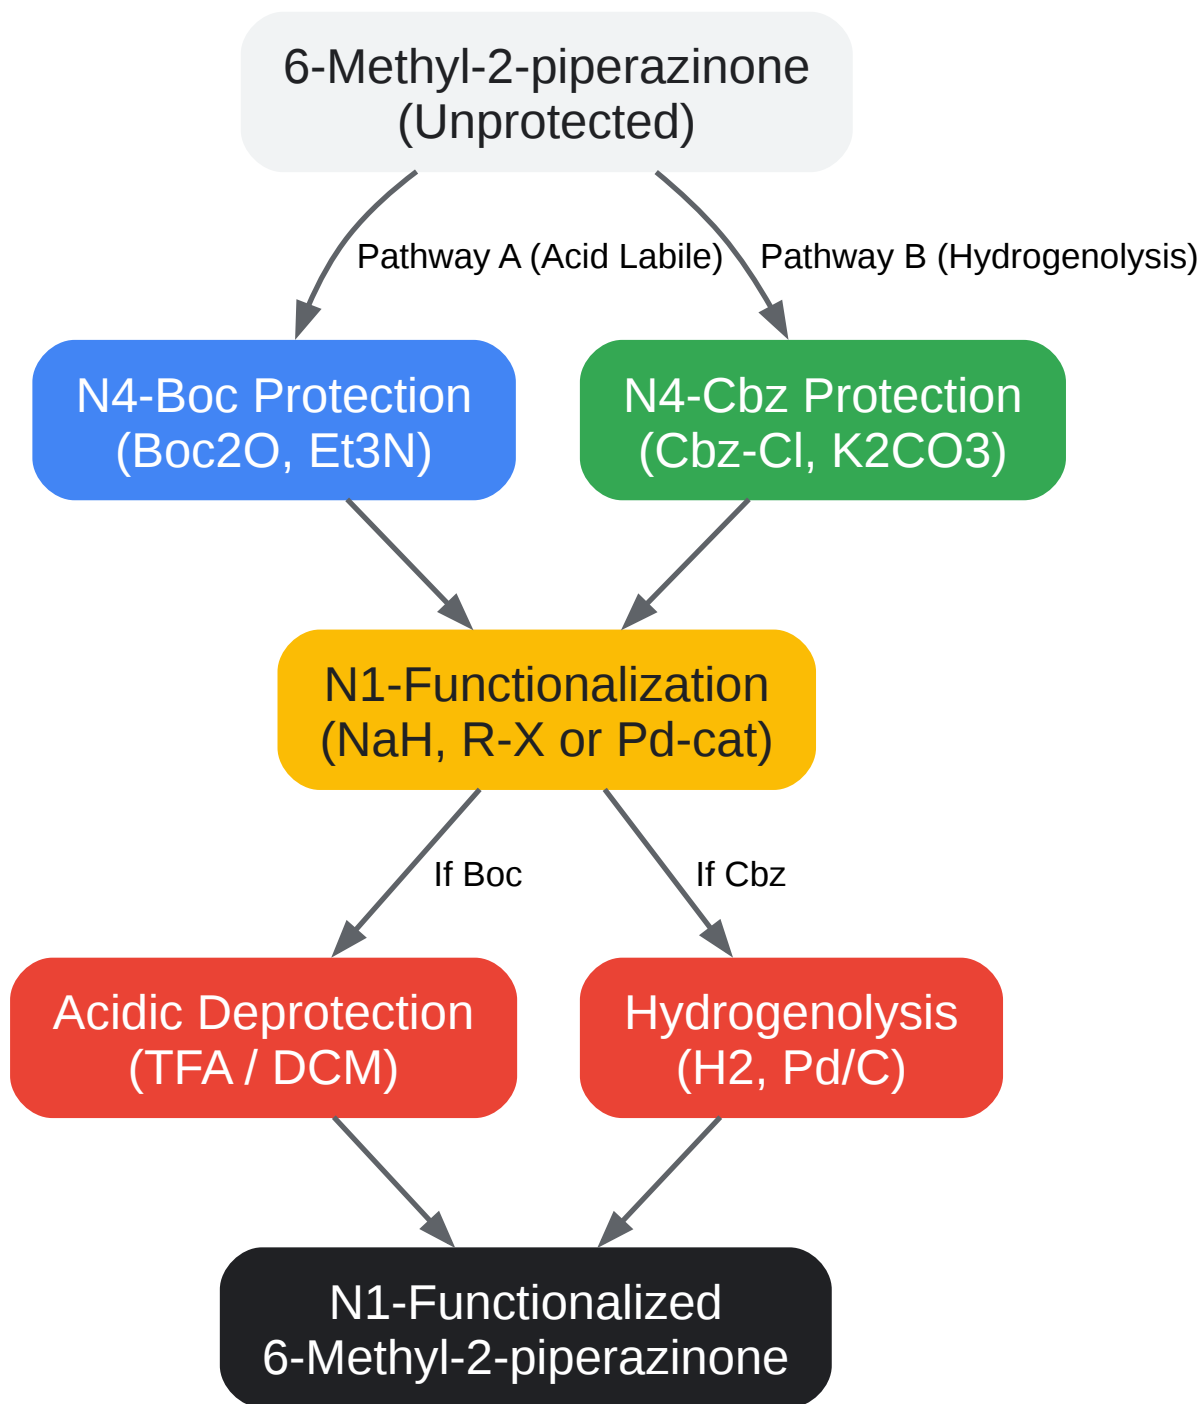 6-Methyl-2-piperazinone
(Unprotected)
Pathway A (Acid Labile)
Pathway B (Hydrogenolysis)
N4-Boc Protection
(Boc2O, Et3N)
N4-Cbz Protection
(Cbz-Cl, K2CO3)
N1-Functionalization
(NaH, R-X or Pd-cat)
If Boc
If Cbz
Acidic Deprotection
(TFA / DCM)
Hydrogenolysis
(H2, Pd/C)
N1-Functionalized
6-Methyl-2-piperazinone